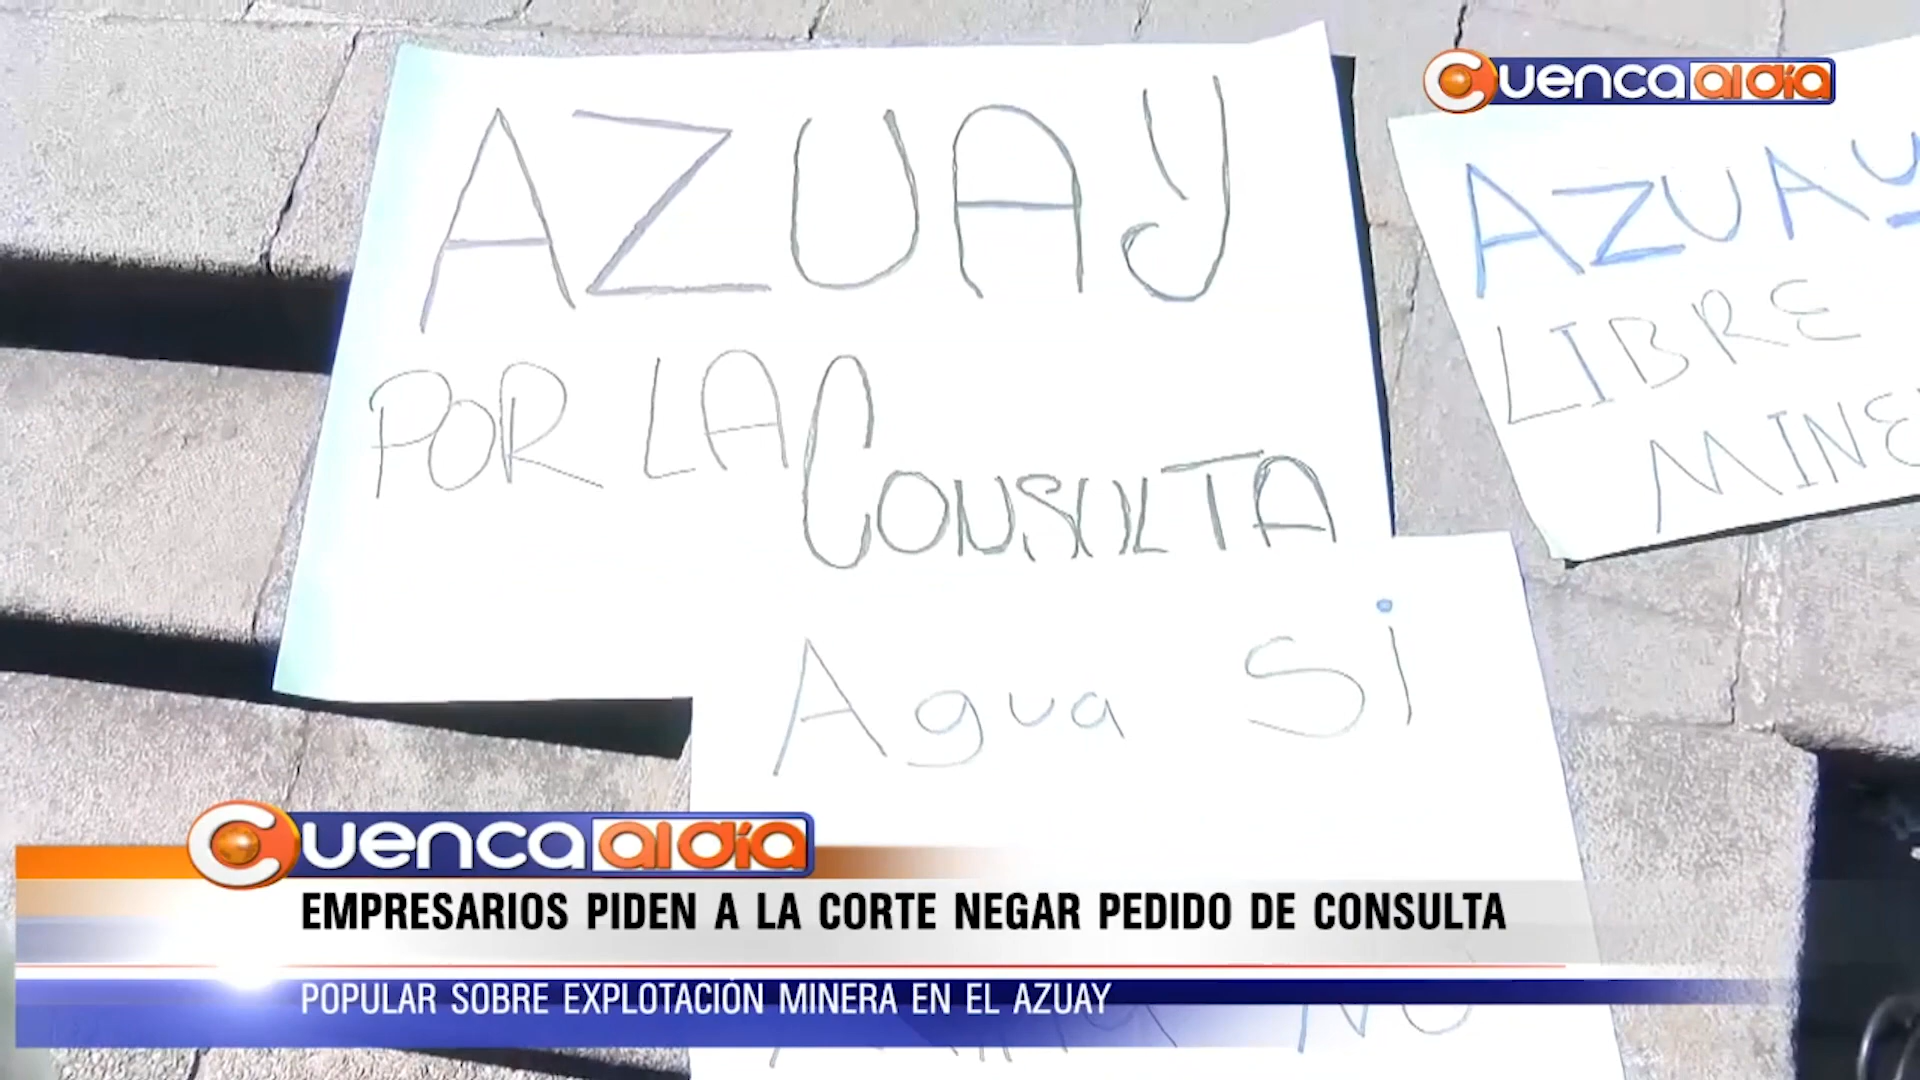 Cuenca al día
AZUAY
POR LA CONSULTA
AZUAY
LIBRE
Agua Si
NO
Cuenca al día
EMPRESARIOS PIDEN A LA CORTE NEGAR PEDIDO DE CONSULTA
POPULAR SOBRE EXPLOTACIÓN MINERA EN EL AZUAY